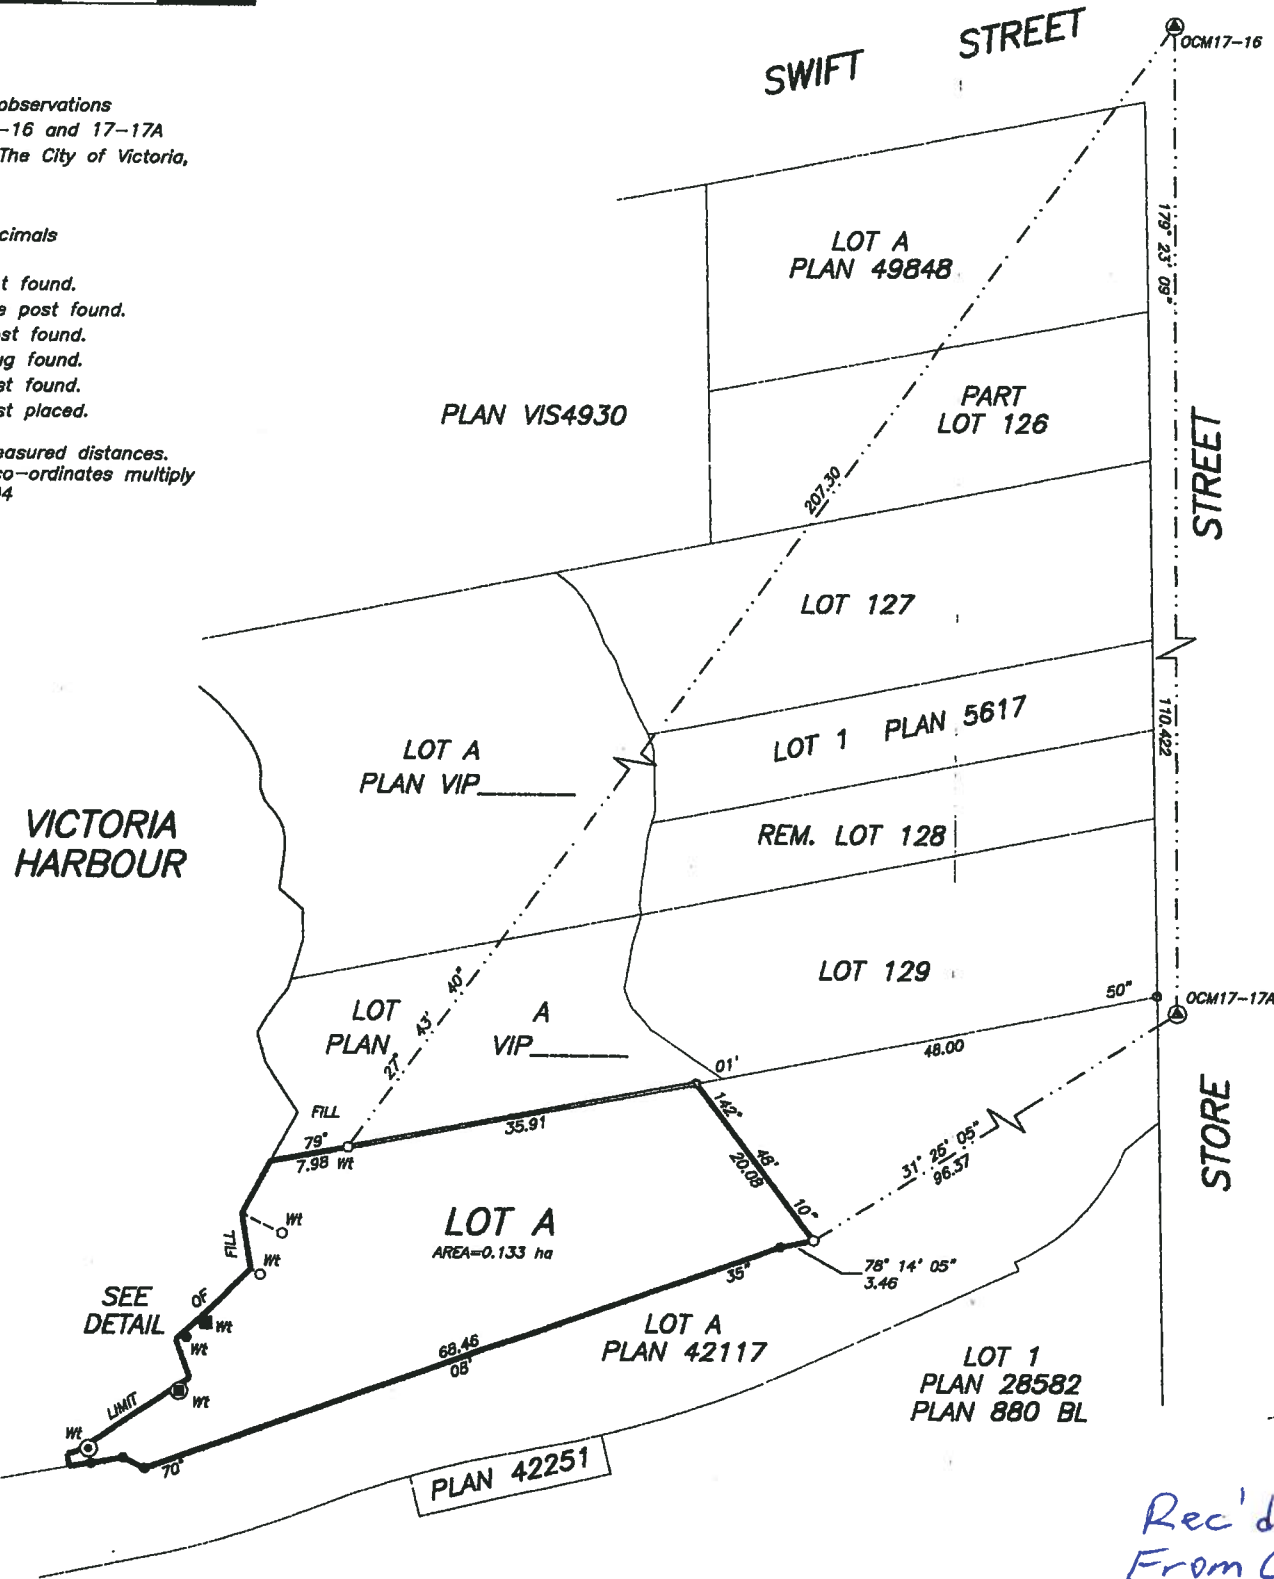 SWIFT STREET
OCM17-16
observations
-16 and 17-17A
The City of Victoria,
cimals
t found.
e post found.
st found.
ug found.
st found.
st placed.
easured distances.
co-ordinates multiply
04
LOT A
PLAN 49848
179° 23' 09"
PLAN VIS4930
PART
LOT 126
STREET
207.30
LOT 127
LOT 1 PLAN 5617
110.422
LOT A
PLAN VIP
VICTORIA
HARBOUR
REM. LOT 128
LOT 129
50"
OCM17-17A
27° 43' 40"
LOT A
PLAN VIP
48.00
01'
STORE
FILL
35.91
79°
7.98 Wt
142° 48' 10"
20.08
31° 26' 05"
96.37
LOT A
AREA=0.133 ha
Wt
FILL
Wt
78° 14' 05"
3.46
35"
SEE
DETAIL
OF
Wt
Wt
LOT A
PLAN 42117
68.46
08'
LOT 1
PLAN 28582
PLAN 880 BL
LIMIT
Wt
Wt
70°
PLAN 42251
Rec'd
From